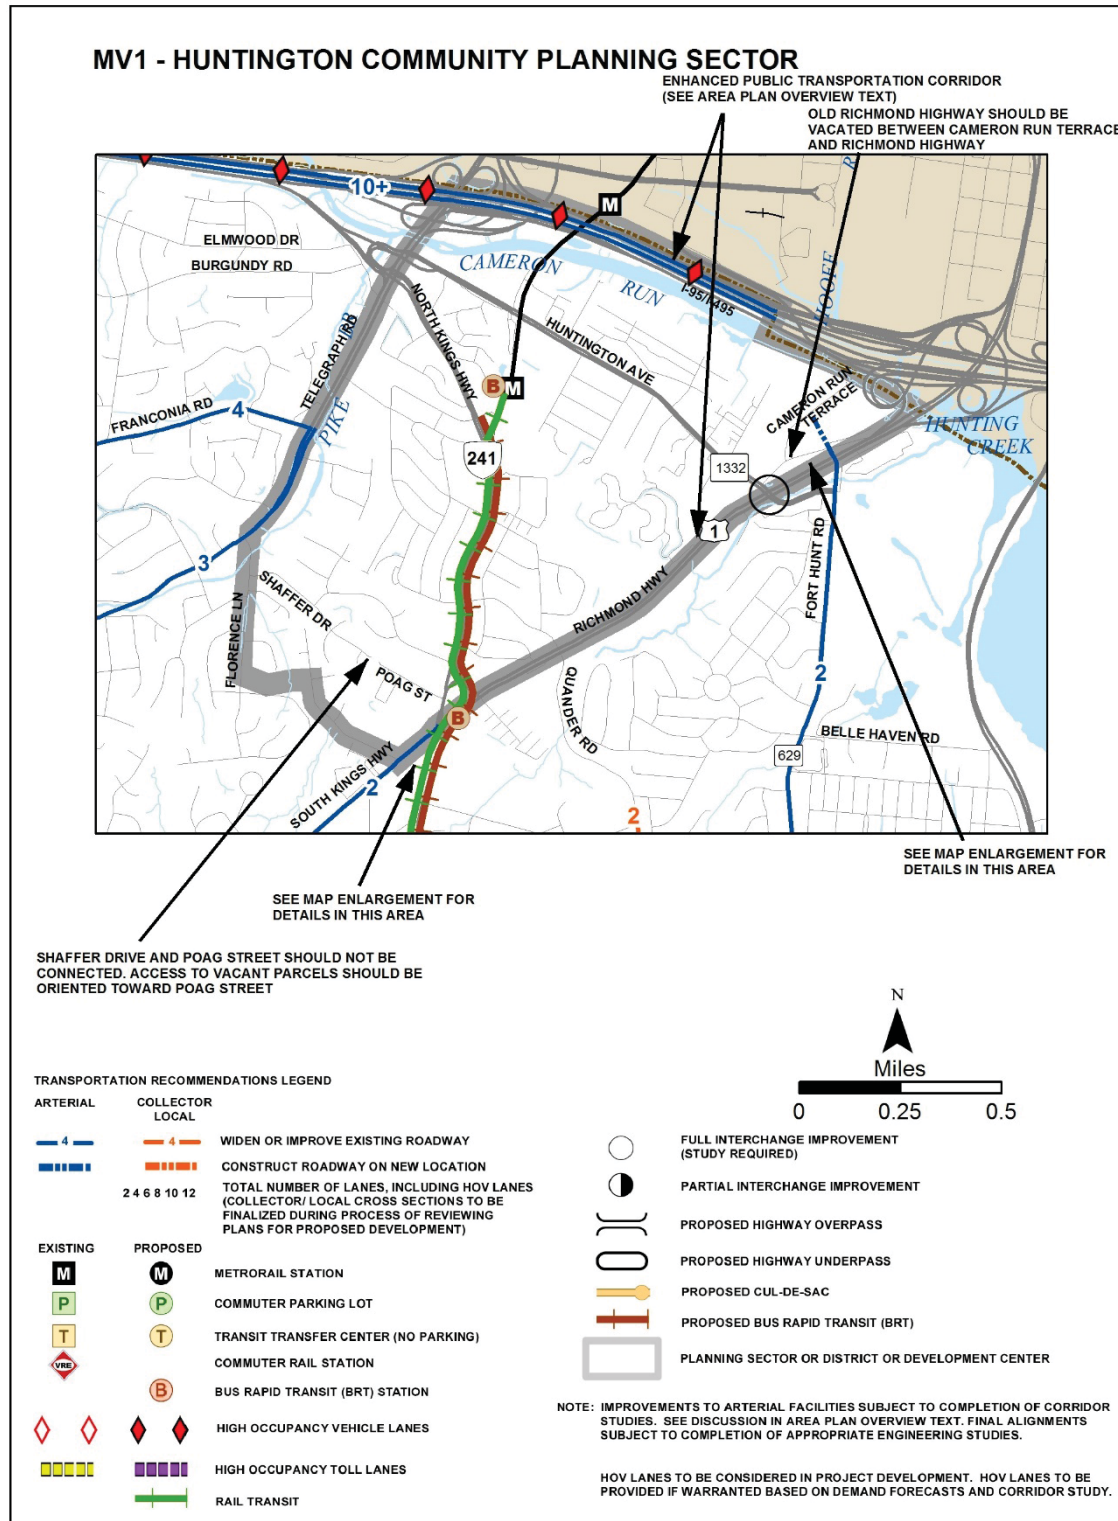 MV1 - HUNTINGTON COMMUNITY PLANNING SECTOR
ENHANCED PUBLIC TRANSPORTATION CORRIDOR
(SEE AREA PLAN OVERVIEW TEXT)
OLD RICHMOND HIGHWAY SHOULD BE
VACATED BETWEEN CAMERON RUN TERRACE
AND RICHMOND HIGHWAY
10+
M
ELMWOOD DR
BURGUNDY RD
CAMERON
RUN
I-95/I-495
HOOFF
R
NORTH KINGS HWY
HUNTINGTON AVE
TELEGRAPH RD
PIKE
BR
FRANCONIA RD
4
B
M
241
CAMERON RUN
TERRACE
HUNTING
CREEK
1332
1
3
FORT HUNT RD
SHAFFER DR
FLORENCE LN
RICHMOND HWY
POAG ST
QUANDER RD
2
B
BELLE HAVEN RD
629
SOUTH KINGS HWY
2
2
SEE MAP ENLARGEMENT FOR
DETAILS IN THIS AREA
SEE MAP ENLARGEMENT FOR
DETAILS IN THIS AREA
SHAFFER DRIVE AND POAG STREET SHOULD NOT BE
CONNECTED. ACCESS TO VACANT PARCELS SHOULD BE
ORIENTED TOWARD POAG STREET
N
Miles
0 0.25 0.5
TRANSPORTATION RECOMMENDATIONS LEGEND
ARTERIAL COLLECTOR
LOCAL
4 4 WIDEN OR IMPROVE EXISTING ROADWAY
CONSTRUCT ROADWAY ON NEW LOCATION
2 4 6 8 10 12 TOTAL NUMBER OF LANES, INCLUDING HOV LANES
(COLLECTOR/ LOCAL CROSS SECTIONS TO BE
FINALIZED DURING PROCESS OF REVIEWING
PLANS FOR PROPOSED DEVELOPMENT)
EXISTING PROPOSED
M M METRORAIL STATION
P P COMMUTER PARKING LOT
T T TRANSIT TRANSFER CENTER (NO PARKING)
VRE COMMUTER RAIL STATION
B BUS RAPID TRANSIT (BRT) STATION
HIGH OCCUPANCY VEHICLE LANES
HIGH OCCUPANCY TOLL LANES
RAIL TRANSIT
FULL INTERCHANGE IMPROVEMENT
(STUDY REQUIRED)
PARTIAL INTERCHANGE IMPROVEMENT
PROPOSED HIGHWAY OVERPASS
PROPOSED HIGHWAY UNDERPASS
PROPOSED CUL-DE-SAC
PROPOSED BUS RAPID TRANSIT (BRT)
PLANNING SECTOR OR DISTRICT OR DEVELOPMENT CENTER
NOTE: IMPROVEMENTS TO ARTERIAL FACILITIES SUBJECT TO COMPLETION OF CORRIDOR
STUDIES. SEE DISCUSSION IN AREA PLAN OVERVIEW TEXT. FINAL ALIGNMENTS
SUBJECT TO COMPLETION OF APPROPRIATE ENGINEERING STUDIES.
HOV LANES TO BE CONSIDERED IN PROJECT DEVELOPMENT. HOV LANES TO BE
PROVIDED IF WARRANTED BASED ON DEMAND FORECASTS AND CORRIDOR STUDY.